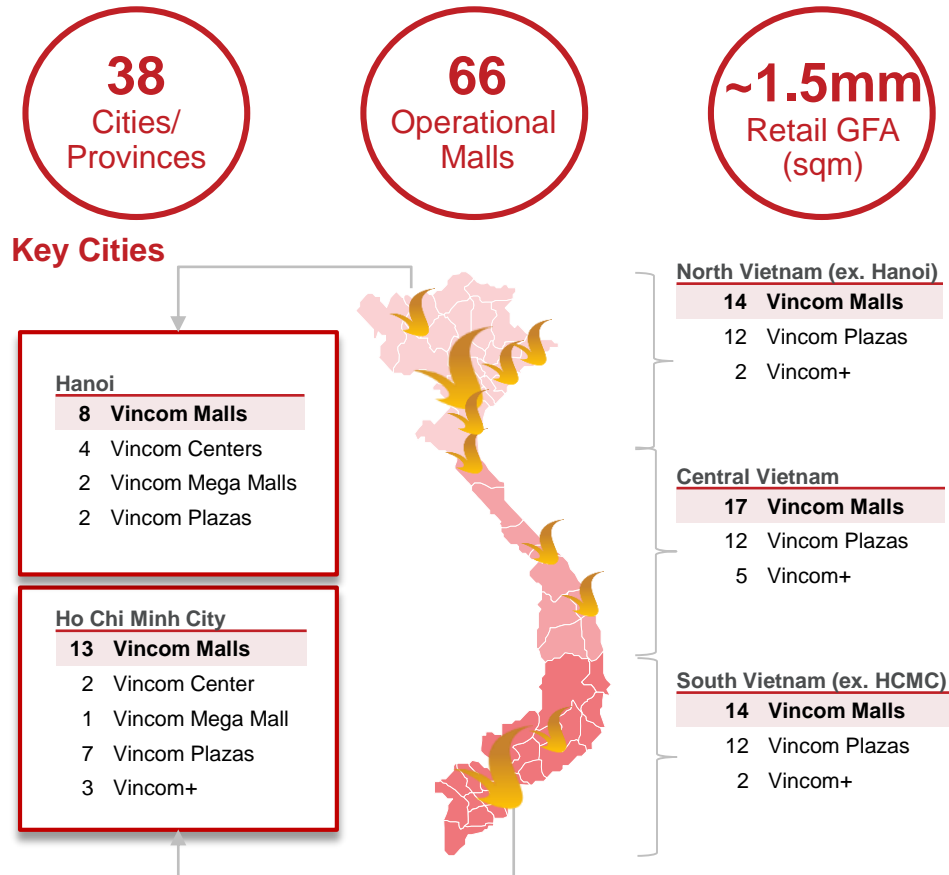 38
Cities/
Provinces
66
Operational
Malls
~1.5mm
Retail GFA
(sqm)
Key Cities
Hanoi
8 Vincom Malls
4 Vincom Centers
2 Vincom Mega Malls
2 Vincom Plazas
Ho Chi Minh City
13 Vincom Malls
2 Vincom Center
1 Vincom Mega Mall
7 Vincom Plazas
3 Vincom+
North Vietnam (ex. Hanoi)
14 Vincom Malls
12 Vincom Plazas
2 Vincom+
Central Vietnam
17 Vincom Malls
12 Vincom Plazas
5 Vincom+
South Vietnam (ex. HCMC)
14 Vincom Malls
12 Vincom Plazas
2 Vincom+